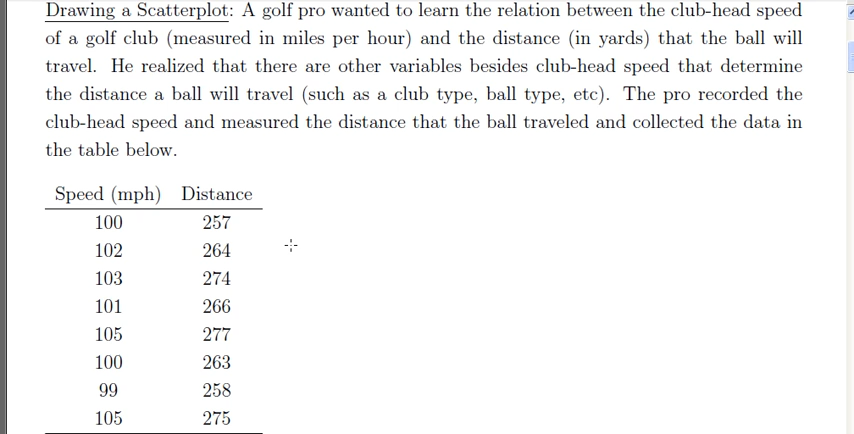 Drawing a Scatterplot: A golf pro wanted to learn the relation between the club-head speed
of a golf club (measured in miles per hour) and the distance (in yards) that the ball will
travel. He realized that there are other variables besides club-head speed that determine
the distance a ball will travel (such as a club type, ball type, etc). The pro recorded the
club-head speed and measured the distance that the ball traveled and collected the data in
the table below.
Speed (mph) Distance
100 257
102 264
103 274
101 266
105 277
100 263
99 258
105 275